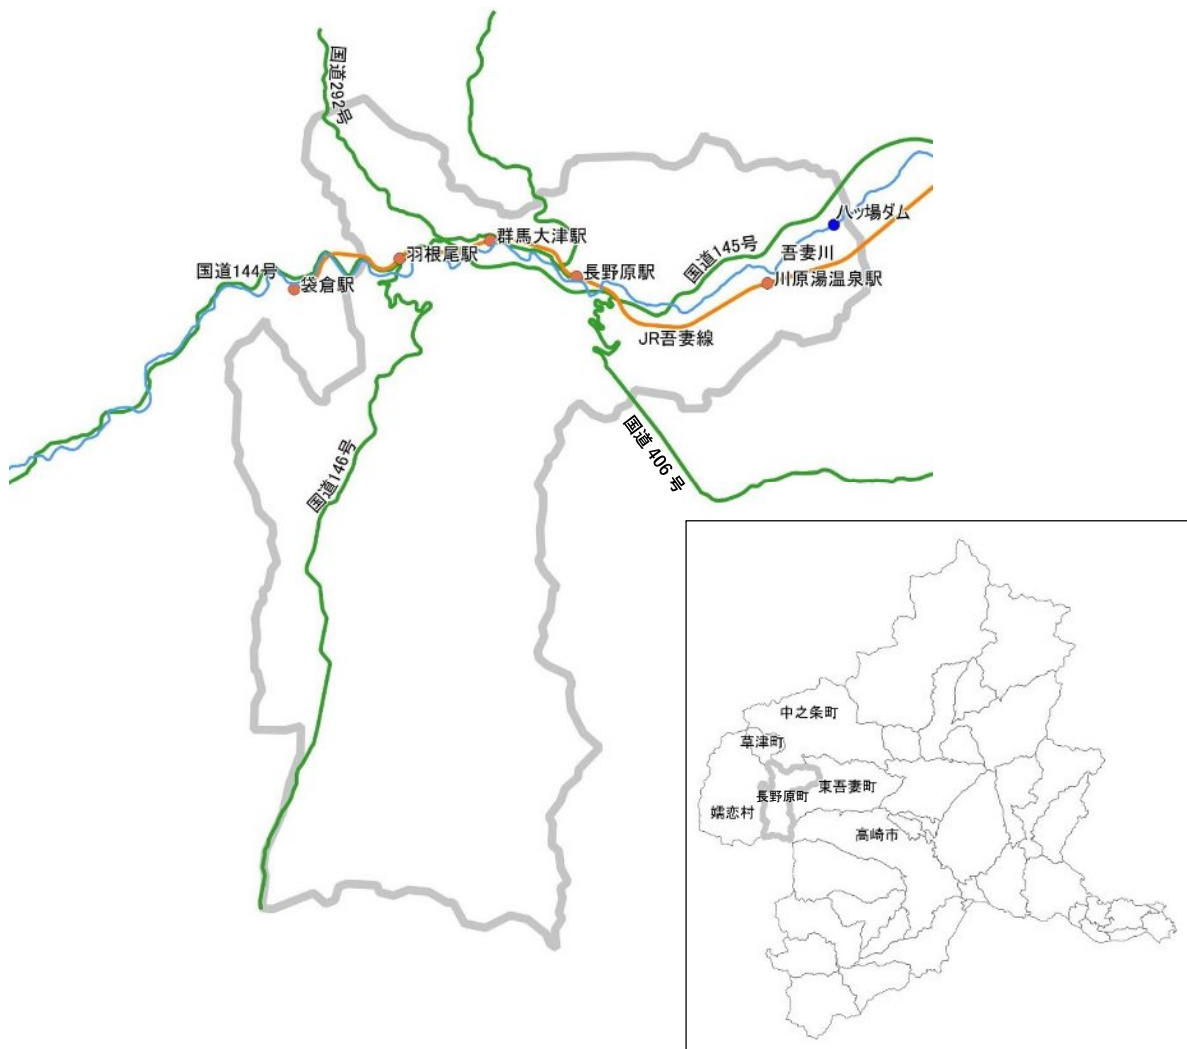 国道292号
八ッ場ダム
群馬大津駅
国道145号
羽根尾駅
吾妻川
国道144号
長野原駅
袋倉駅
川原湯温泉駅
JR吾妻線
国道406号
国道146号
中之条町
草津町
東吾妻町
長野原町
嬬恋村
高崎市